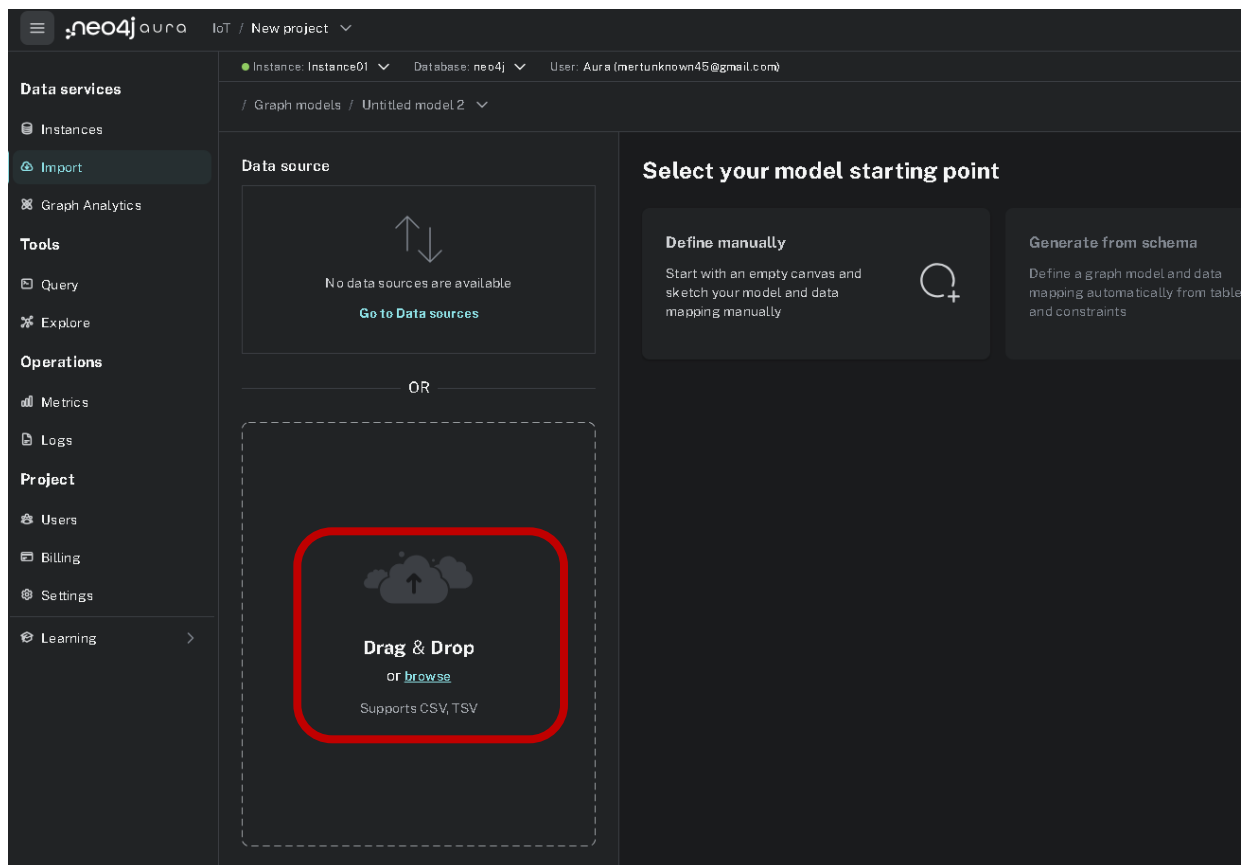 :neo4j aura IoT / New project
Instance: Instance01 Database: neo4j User: Aura (mertunknown45@gmail.com)
/ Graph models / Untitled model 2
Data services
Instances
Import
Graph Analytics
Tools
Query
Explore
Operations
Metrics
Logs
Project
Users
Billing
Settings
Learning
Data source
No data sources are available
Go to Data sources
OR
Drag & Drop
or browse
Supports CSV, TSV
Select your model starting point
Define manually
Start with an empty canvas and
sketch your model and data
mapping manually
Generate from schema
Define a graph model and data
mapping automatically from table
and constraints